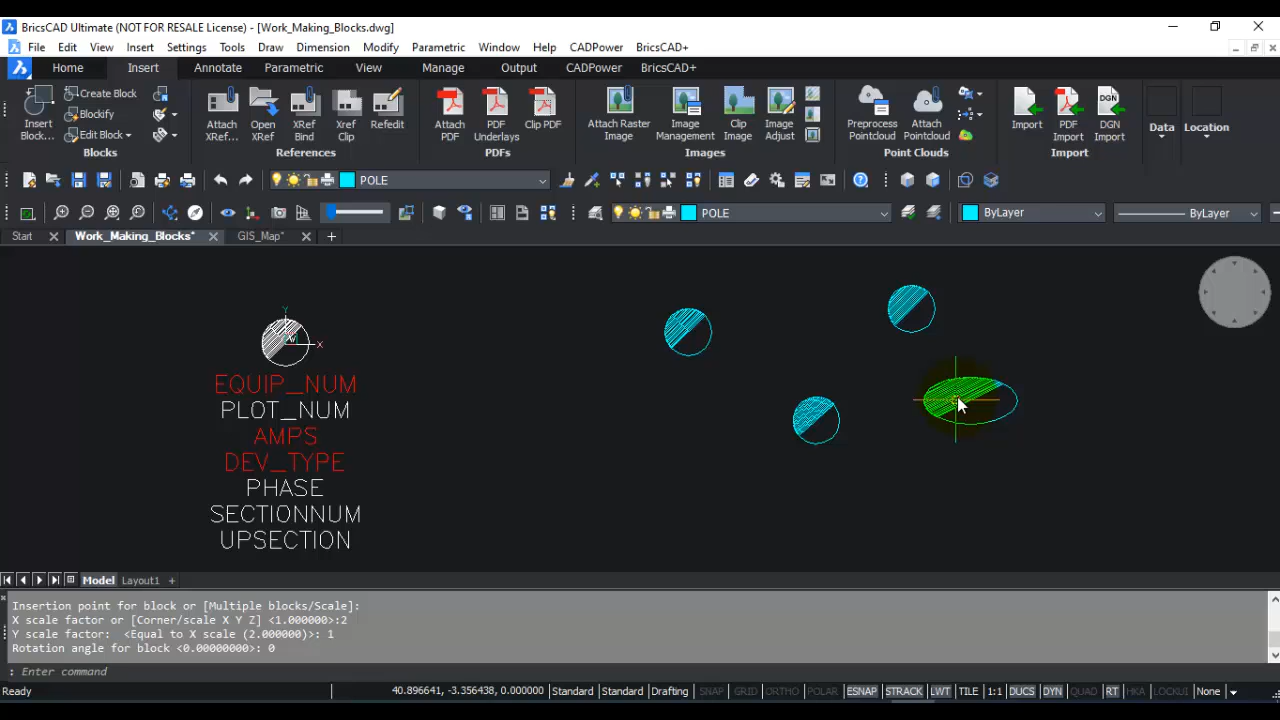 BricsCAD Ultimate (NOT FOR RESALE License) - [Work_Making_Blocks.dwg]
File Edit View Insert Settings Tools Draw Dimension Modify Parametric Window Help CADPower BricsCAD+
Home Insert Annotate Parametric View Manage Output CADPower BricsCAD+
Create Block
Blockify
Edit Block
Insert Block...
Attach XRef...
Open XRef
XRef Bind
Xref Clip
Refedit
Attach PDF
PDF Underlays
Clip PDF
Attach Raster Image
Image Management
Clip Image
Image Adjust
Preprocess Pointcloud
Attach Pointcloud
Import
PDF Import
DGN Import
Data
Location
Blocks References PDFs Images Point Clouds Import
POLE
POLE ByLayer ByLayer
Start Work_Making_Blocks* GIS_Map* +
Y
X
W
EQUIP_NUM
PLOT_NUM
AMPS
DEV_TYPE
PHASE
SECTIONNUM
UPSECTION
Model Layout1 +
Insertion point for block or [Multiple blocks/Scale]:
X scale factor or [Corner/scale X Y Z] <1.000000>:2
Y scale factor: <Equal to X scale (2.000000)>: 1
Rotation angle for block <0.00000000>: 0
: Enter command
Ready 40.896641, -3.356438, 0.000000 Standard Standard Drafting SNAP GRID ORTHO POLAR ESNAP STRACK LWT TILE 1:1 DUCS DYN QUAD RT HKA LOCKUI None